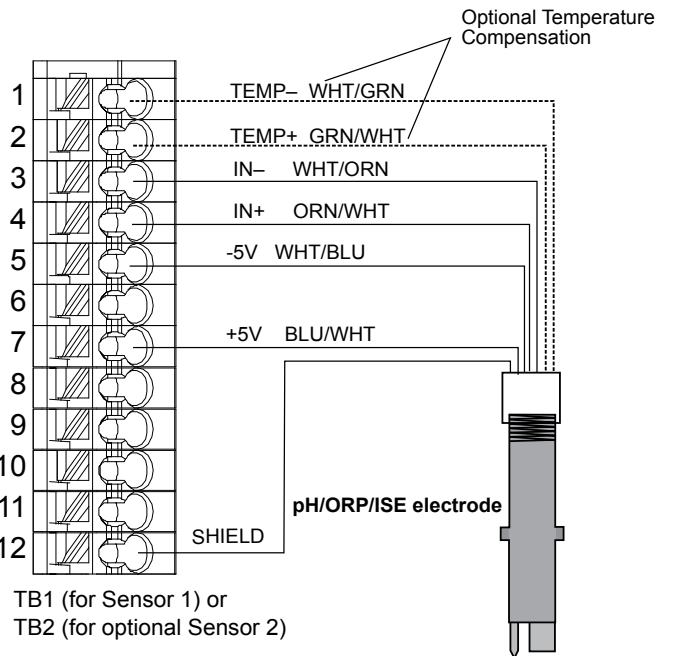 Optional Temperature
Compensation
1 TEMP– WHT/GRN
2 TEMP+ GRN/WHT
3 IN– WHT/ORN
4 IN+ ORN/WHT
5 -5V WHT/BLU
6
7 +5V BLU/WHT
8
9
10
11
pH/ORP/ISE electrode
12 SHIELD
TB1 (for Sensor 1) or
TB2 (for optional Sensor 2)